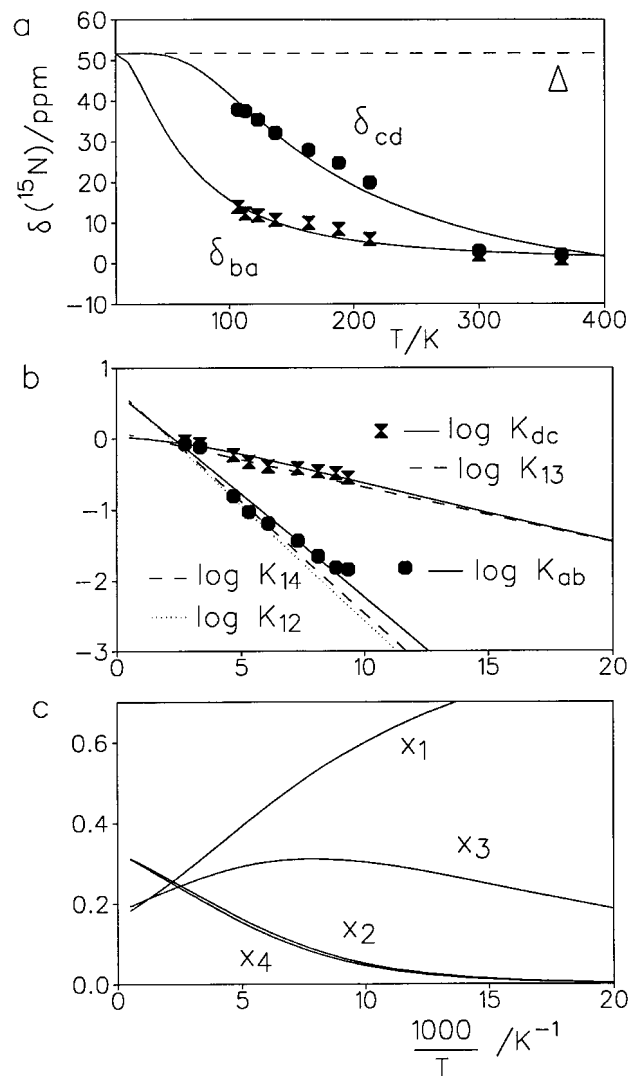 a
δ(¹⁵N)/ppm
60
50
40
30
20
10
0
−10
Δ
δcd
δba
100
200
300
400
T/K
b
1
0
−1
−2
−3
log Kdc
log K13
log Kab
log K14
log K12
0
5
10
15
20
c
0.6
0.4
0.2
0.0
x1
x3
x2
x4
0
5
10
15
20
1000/T /K⁻¹